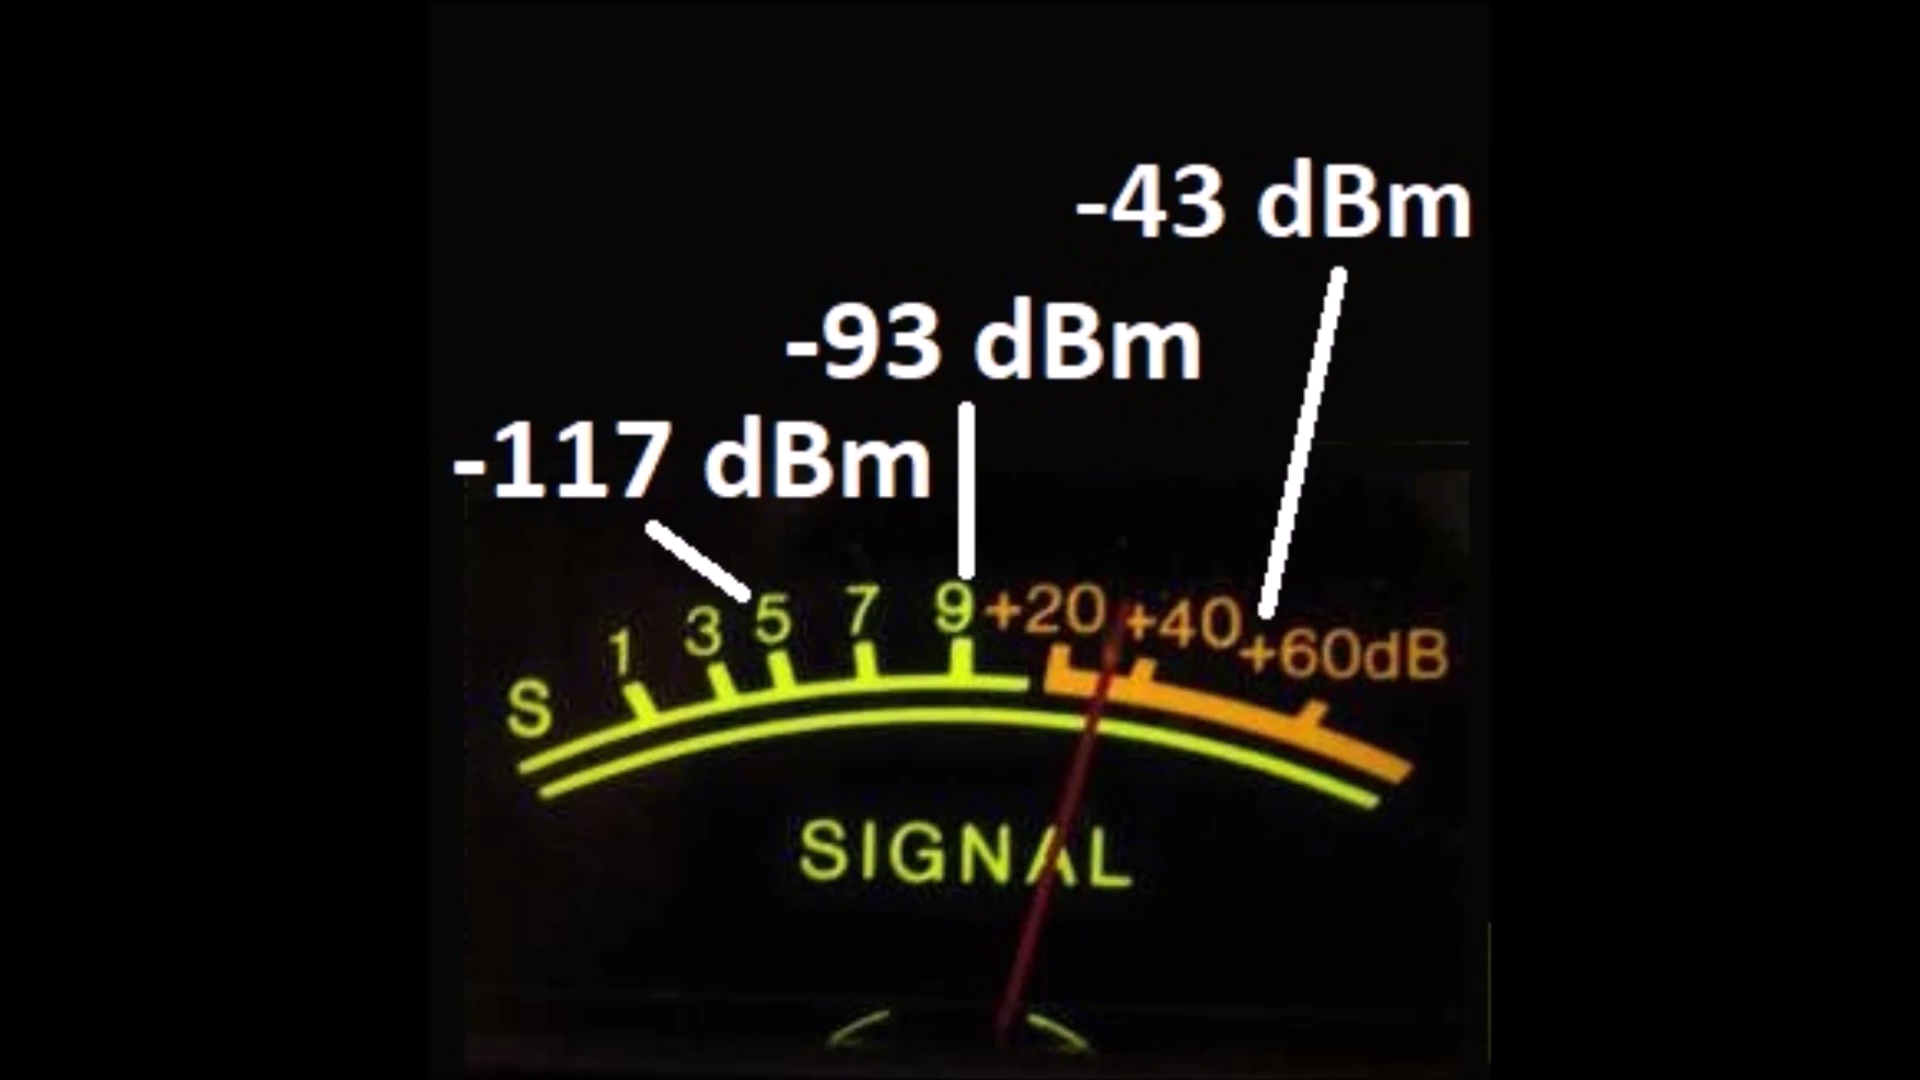 -43 dBm
-93 dBm
-117 dBm
S 1 3 5 7 9 +20 +40 +60dB
SIGNAL